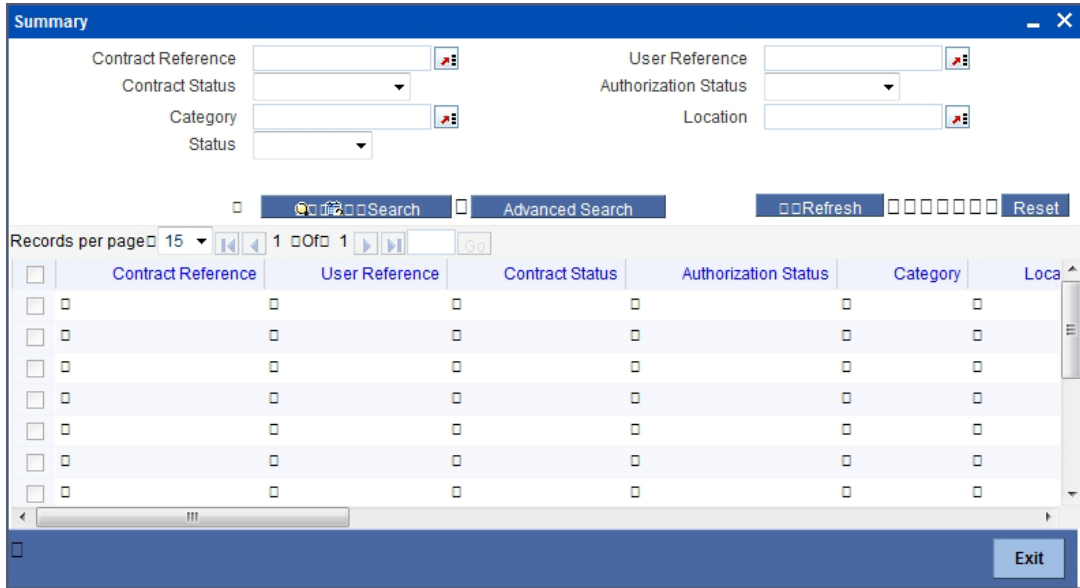 Summary
Contract Reference User Reference
Contract Status Authorization Status
Category Location
Status
Search Advanced Search Refresh Reset
Records per page 15 1 Of 1 Go
Contract Reference User Reference Contract Status Authorization Status Category Loca
Exit